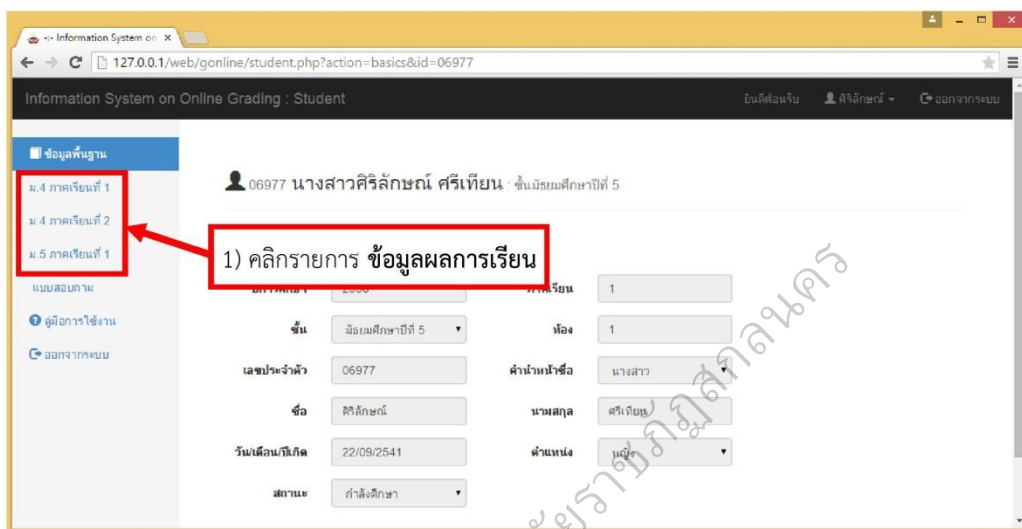 -:- Information System on
127.0.0.1/web/gonline/student.php?action=basics&id=06977
Information System on Online Grading : Student
ยินดีต้อนรับ ศิริลักษณ์ ออกจากระบบ
ข้อมูลพื้นฐาน
ม.4 ภาคเรียนที่ 1
ม.4 ภาคเรียนที่ 2
ม.5 ภาคเรียนที่ 1
แบบสอบถาม
คู่มือการใช้งาน
ออกจากระบบ
06977 นางสาวศิริลักษณ์ ศรีเทียน : ชั้นมัธยมศึกษาปีที่ 5
1) คลิกรายการ ข้อมูลผลการเรียน
1
ชั้น มัธยมศึกษาปีที่ 5 ห้อง 1
เลขประจำตัว 06977 คำนำหน้าชื่อ นางสาว
ชื่อ ศิริลักษณ์ นามสกุล ศรีเทียน
วัน/เดือน/ปีเกิด 22/09/2541 ตำแหน่ง หญิง
สถานะ กำลังศึกษา